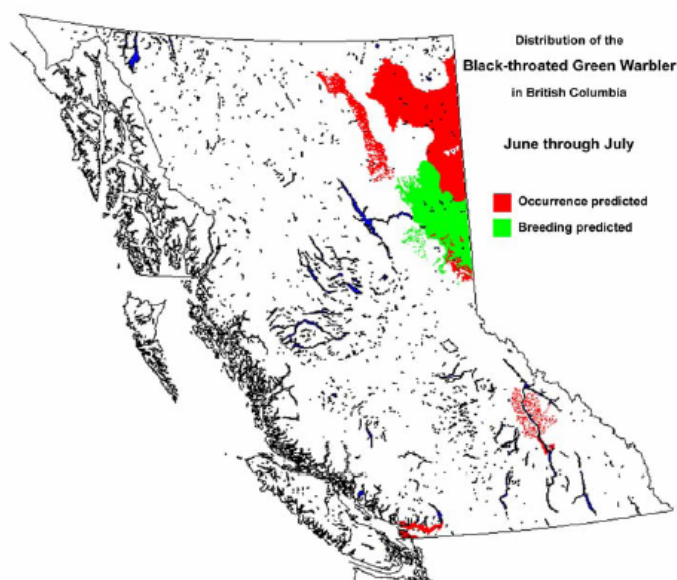 Distribution of the
Black-throated Green Warbler
in British Columbia
June through July
Occurrence predicted
Breeding predicted